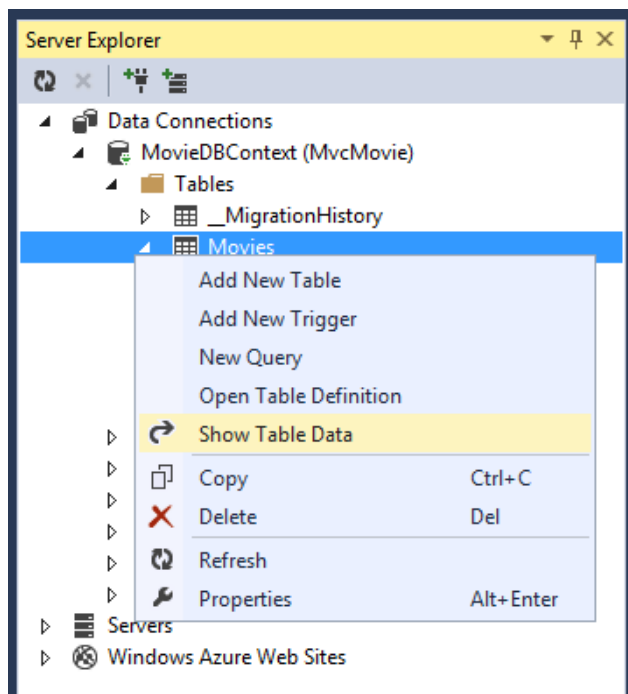 Server Explorer
Data Connections
MovieDBContext (MvcMovie)
Tables
__MigrationHistory
Movies
Add New Table
Add New Trigger
New Query
Open Table Definition
Show Table Data
Copy Ctrl+C
Delete Del
Refresh
Properties Alt+Enter
Servers
Windows Azure Web Sites